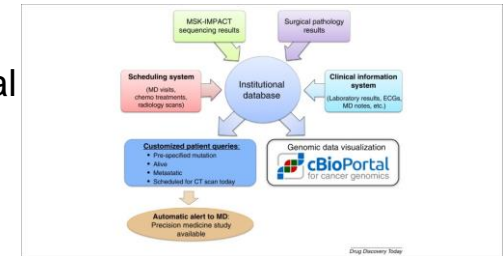 al
MSK-IMPACT
sequencing results
Surgical pathology
results
Scheduling system
(MD visits,
chemo treatments,
radiology scans)
Institutional
database
Clinical information
system
(Laboratory results, ECGs,
MD notes, etc.)
Customized patient queries:
• Pre-specified mutation
• Alive
• Metastatic
• Scheduled for CT scan today
Genomic data visualization
cBioPortal
for cancer genomics
Automatic alert to MD:
Precision medicine study
available
Drug Discovery Today